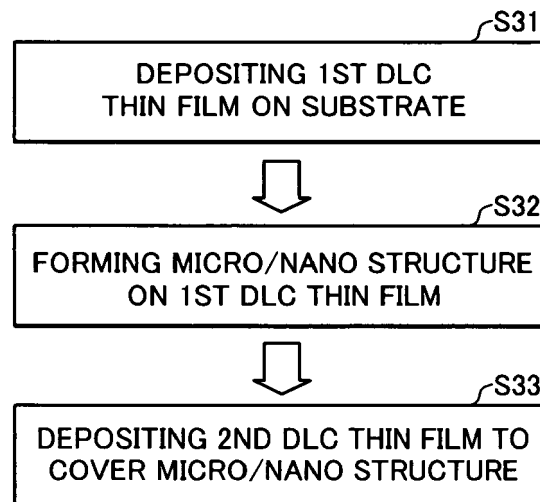 S31
DEPOSITING 1ST DLC
THIN FILM ON SUBSTRATE
S32
FORMING MICRO/NANO STRUCTURE
ON 1ST DLC THIN FILM
S33
DEPOSITING 2ND DLC THIN FILM TO
COVER MICRO/NANO STRUCTURE